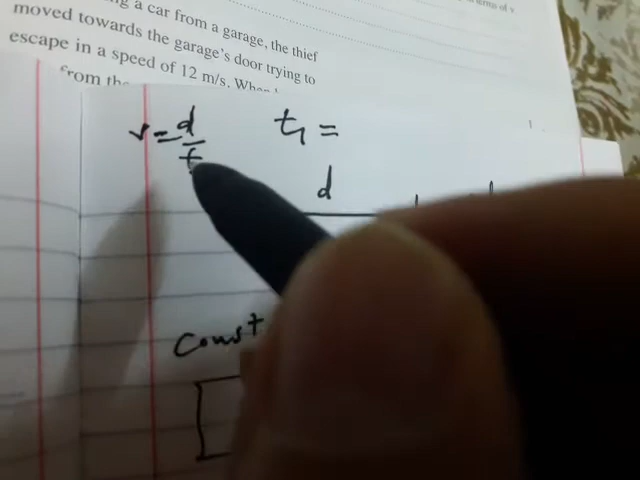 a car from a garage, the thief
moved towards the garage's door trying to
escape in a speed of 12 m/s. When
from the
v = d/t
t₁ =
d
Const